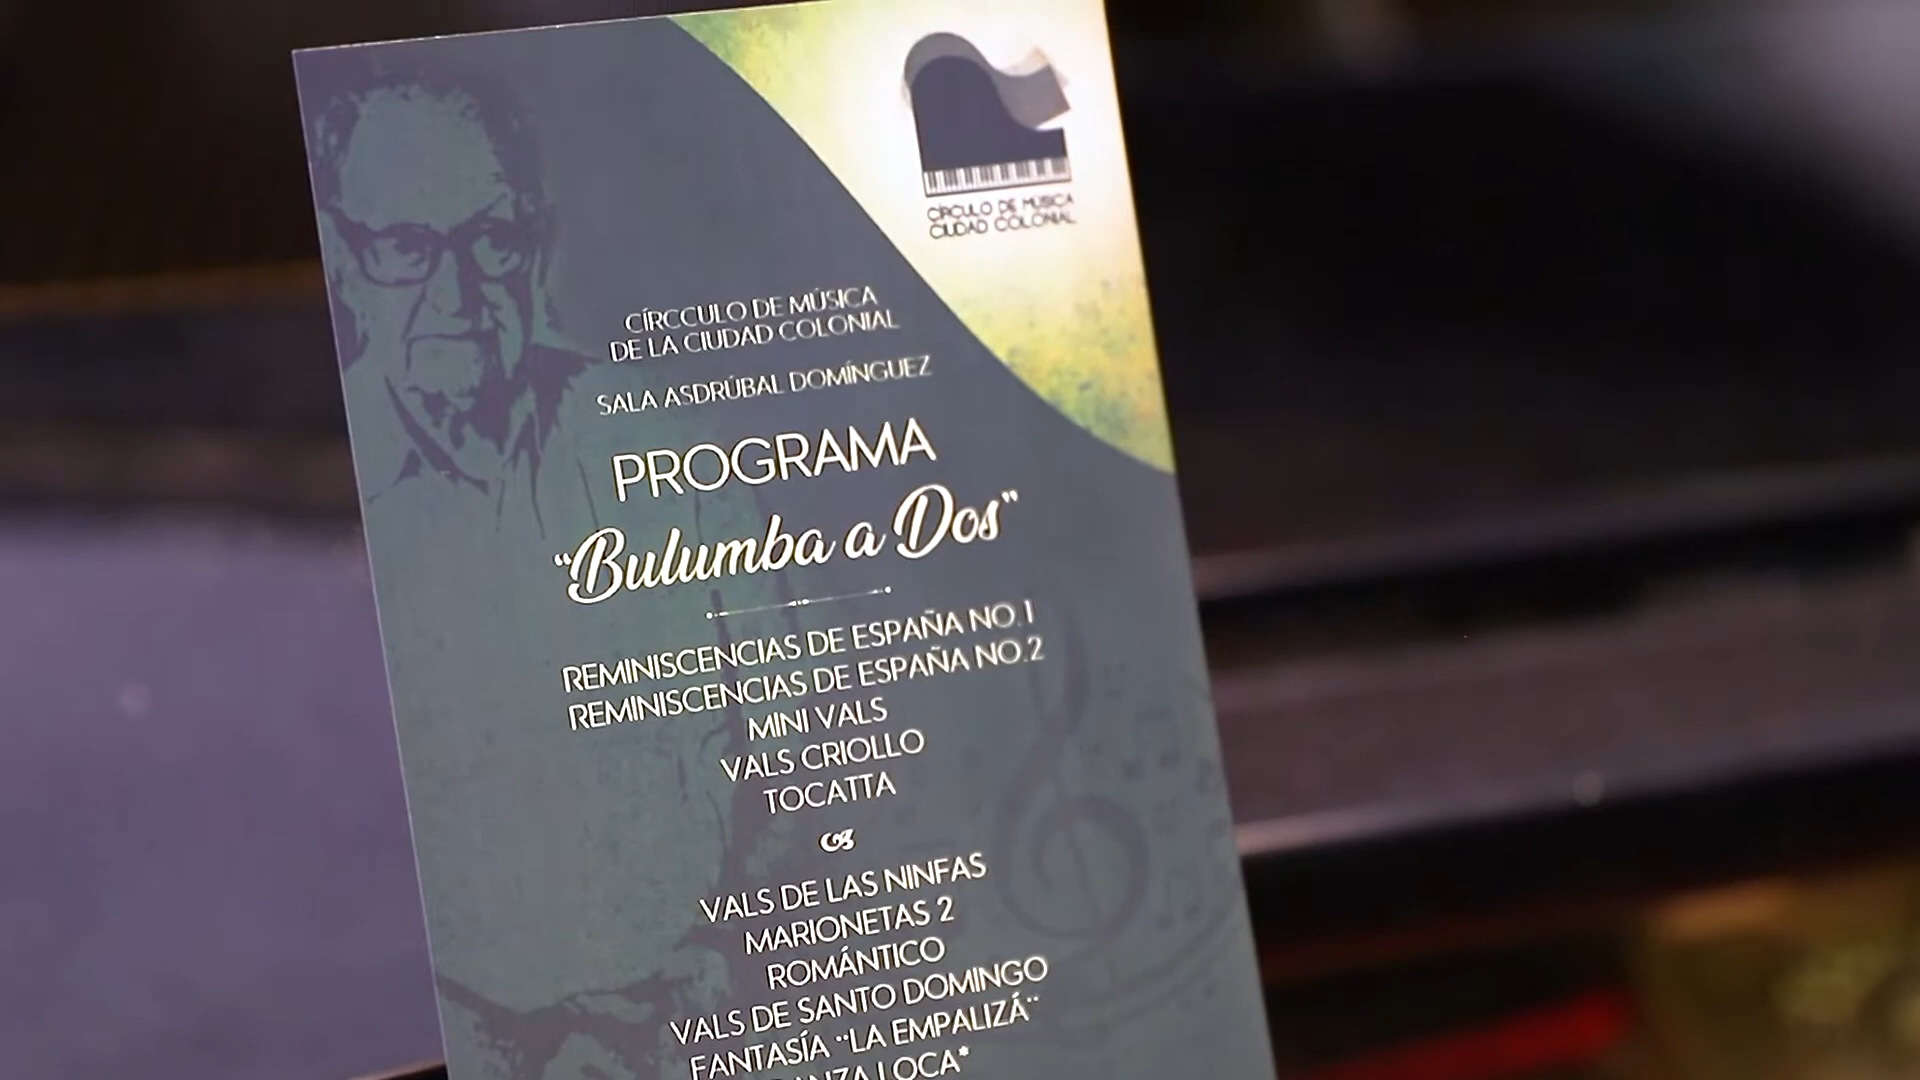 CÍRCULO DE MÚSICA
CIUDAD COLONIAL
CÍRCCULO DE MÚSICA
DE LA CIUDAD COLONIAL
SALA ASDRÚBAL DOMÍNGUEZ
PROGRAMA
"Bulumba a Dos"
REMINISCENCIAS DE ESPAÑA NO. 1
REMINISCENCIAS DE ESPAÑA NO.2
MINI VALS
VALS CRIOLLO
TOCATTA
VALS DE LAS NINFAS
MARIONETAS 2
ROMÁNTICO
VALS DE SANTO DOMINGO
FANTASÍA ¨LA EMPALIZÁ¨
LOCA*